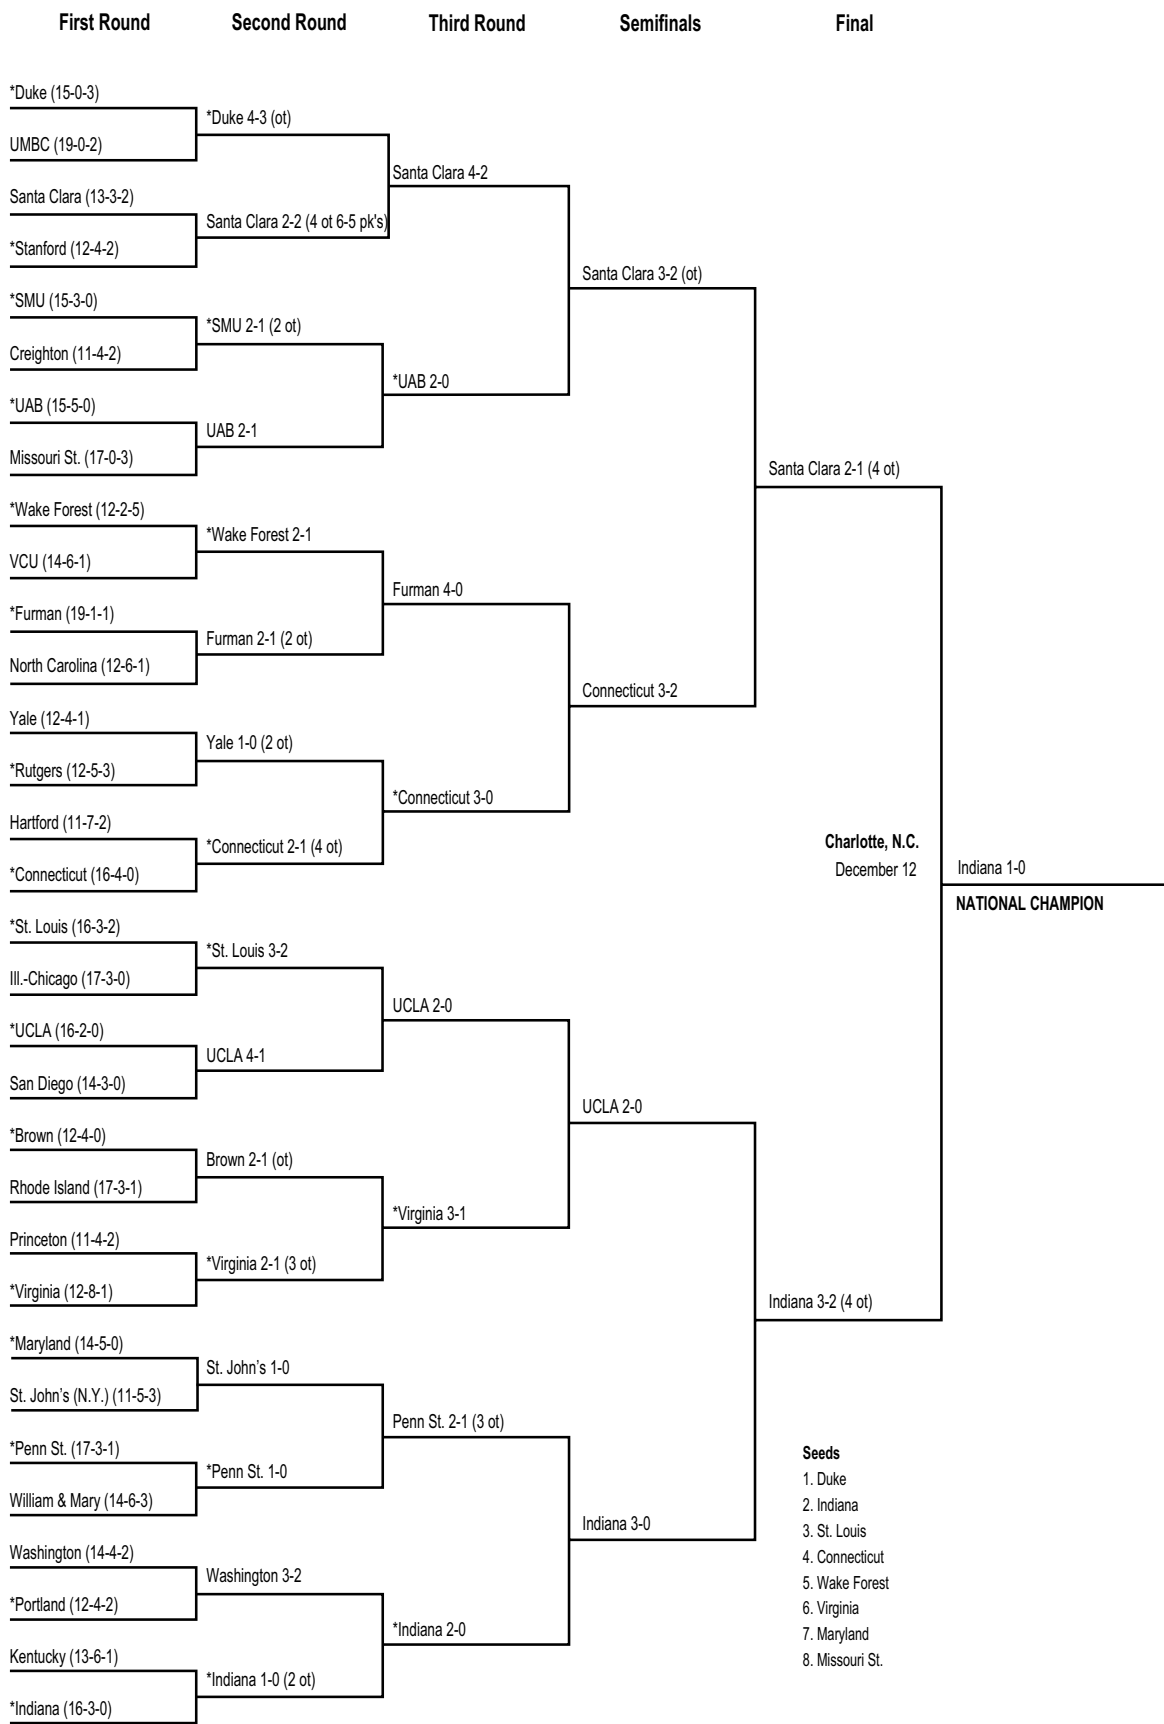 First Round
Second Round
Third Round
Semifinals
Final
*Duke (15-0-3)
UMBC (19-0-2)
Santa Clara (13-3-2)
*Stanford (12-4-2)
*SMU (15-3-0)
Creighton (11-4-2)
*UAB (15-5-0)
Missouri St. (17-0-3)
*Wake Forest (12-2-5)
VCU (14-6-1)
*Furman (19-1-1)
North Carolina (12-6-1)
Yale (12-4-1)
*Rutgers (12-5-3)
Hartford (11-7-2)
*Connecticut (16-4-0)
*St. Louis (16-3-2)
Ill.-Chicago (17-3-0)
*UCLA (16-2-0)
San Diego (14-3-0)
*Brown (12-4-0)
Rhode Island (17-3-1)
Princeton (11-4-2)
*Virginia (12-8-1)
*Maryland (14-5-0)
St. John’s (N.Y.) (11-5-3)
*Penn St. (17-3-1)
William & Mary (14-6-3)
Washington (14-4-2)
*Portland (12-4-2)
Kentucky (13-6-1)
*Indiana (16-3-0)
*Duke 4-3 (ot)
Santa Clara 2-2 (4 ot 6-5 pk's)
*SMU 2-1 (2 ot)
UAB 2-1
*Wake Forest 2-1
Furman 2-1 (2 ot)
Yale 1-0 (2 ot)
*Connecticut 2-1 (4 ot)
*St. Louis 3-2
UCLA 4-1
Brown 2-1 (ot)
*Virginia 2-1 (3 ot)
St. John’s 1-0
*Penn St. 1-0
Washington 3-2
*Indiana 1-0 (2 ot)
Santa Clara 4-2
*UAB 2-0
Furman 4-0
*Connecticut 3-0
UCLA 2-0
*Virginia 3-1
Penn St. 2-1 (3 ot)
*Indiana 2-0
Santa Clara 3-2 (ot)
Connecticut 3-2
UCLA 2-0
Indiana 3-0
Santa Clara 2-1 (4 ot)
Indiana 3-2 (4 ot)
Charlotte, N.C.
December 12
Indiana 1-0
NATIONAL CHAMPION
Seeds
1. Duke
2. Indiana
3. St. Louis
4. Connecticut
5. Wake Forest
6. Virginia
7. Maryland
8. Missouri St.